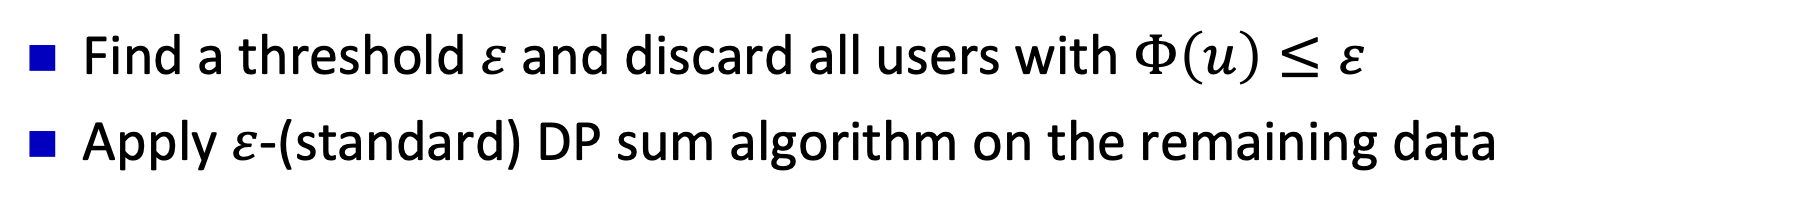 ■ Find a threshold 𝜀 and discard all users with Φ(𝑢) ≤ 𝜀
■ Apply 𝜀-(standard) DP sum algorithm on the remaining data